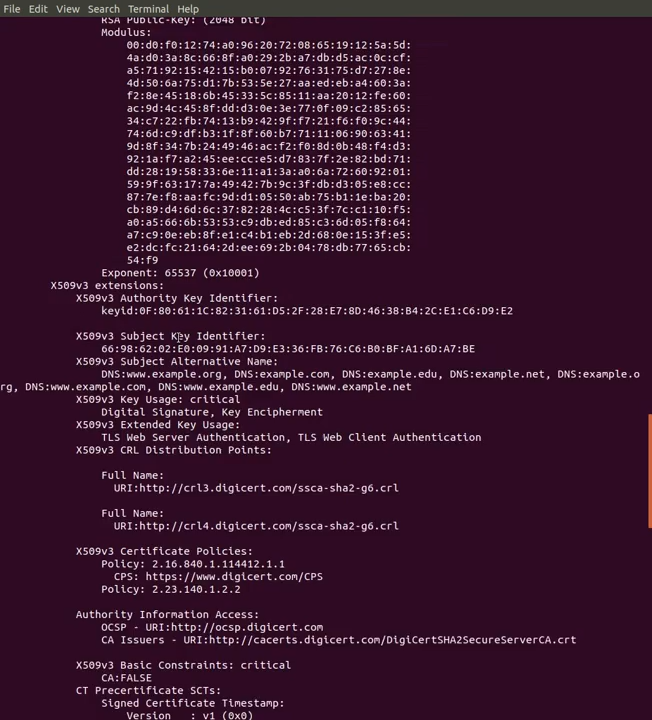 File Edit View Search Terminal Help
RSA Public-Key: (2048 bit)
Modulus:
00:d0:f0:12:74:a0:96:20:72:08:65:19:12:5a:5d:
4a:d0:3a:8c:66:8f:a0:29:2b:a7:db:d5:ac:0c:cf:
a5:71:92:15:42:15:b0:07:92:76:31:75:d7:27:8e:
4d:50:6a:75:d1:7b:53:5e:27:aa:ed:eb:a4:60:3a:
f2:8e:45:18:6b:45:33:5c:85:11:aa:20:12:fe:60:
ac:9d:4c:45:8f:dd:d3:0e:3e:77:0f:09:c2:85:65:
34:c7:22:fb:74:13:b9:42:9f:f7:21:f6:f0:9c:44:
74:6d:c9:df:b3:1f:8f:60:b7:71:11:06:90:63:41:
9d:8f:34:7b:24:49:46:ac:f2:f0:8d:0b:48:f4:d3:
92:1a:f7:a2:45:ee:cc:e5:d7:83:7f:2e:82:bd:71:
dd:28:19:58:33:6e:11:a1:3a:a0:6a:72:60:92:01:
59:9f:63:17:7a:49:42:7b:9c:3f:db:d3:05:e8:cc:
87:7e:f8:aa:fc:9d:d1:05:50:ab:75:b1:1e:ba:20:
cb:89:d4:6d:6c:37:82:28:4c:c5:3f:7c:c1:10:f5:
a0:a5:66:6b:53:53:c9:db:ed:85:c3:6d:05:f8:64:
a7:c9:0e:eb:8f:e1:c4:b1:eb:2d:68:0e:15:3f:e5:
e2:dc:fc:21:64:2d:ee:69:2b:04:78:db:77:65:cb:
54:f9
Exponent: 65537 (0x10001)
X509v3 extensions:
X509v3 Authority Key Identifier:
keyid:0F:80:61:1C:82:31:61:D5:2F:28:E7:8D:46:38:B4:2C:E1:C6:D9:E2
X509v3 Subject Key Identifier:
66:98:62:02:E0:09:91:A7:D9:E3:36:FB:76:C6:B0:BF:A1:6D:A7:BE
X509v3 Subject Alternative Name:
DNS:www.example.org, DNS:example.com, DNS:example.edu, DNS:example.net, DNS:example.o
rg, DNS:www.example.com, DNS:www.example.edu, DNS:www.example.net
X509v3 Key Usage: critical
Digital Signature, Key Encipherment
X509v3 Extended Key Usage:
TLS Web Server Authentication, TLS Web Client Authentication
X509v3 CRL Distribution Points:
Full Name:
URI:http://crl3.digicert.com/ssca-sha2-g6.crl
Full Name:
URI:http://crl4.digicert.com/ssca-sha2-g6.crl
X509v3 Certificate Policies:
Policy: 2.16.840.1.114412.1.1
CPS: https://www.digicert.com/CPS
Policy: 2.23.140.1.2.2
Authority Information Access:
OCSP - URI:http://ocsp.digicert.com
CA Issuers - URI:http://cacerts.digicert.com/DigiCertSHA2SecureServerCA.crt
X509v3 Basic Constraints: critical
CA:FALSE
CT Precertificate SCTs:
Signed Certificate Timestamp:
Version : v1 (0x0)